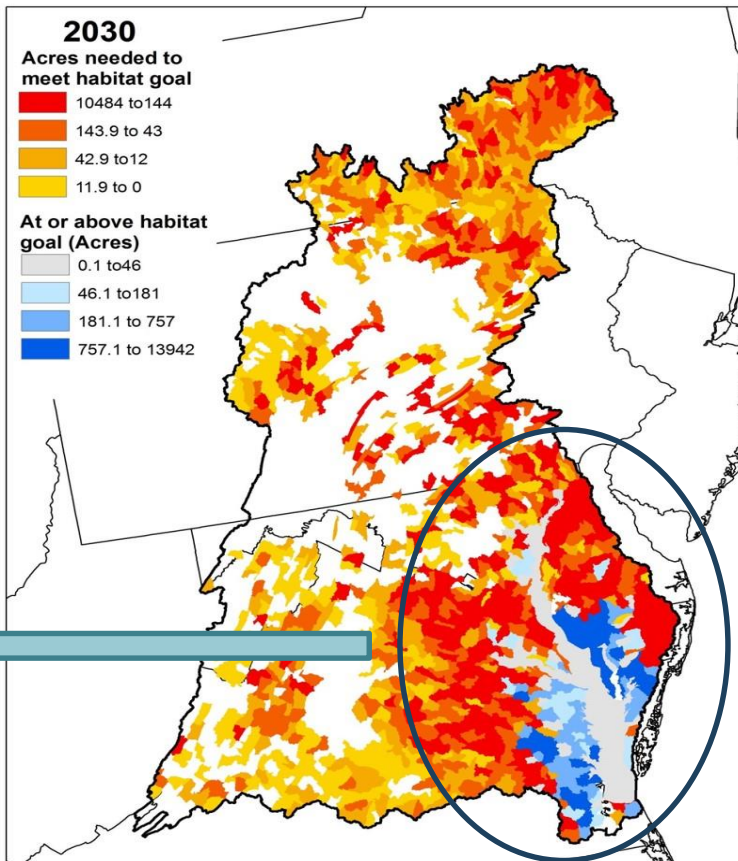 2030
Acres needed to
meet habitat goal
10484 to144
143.9 to 43
42.9 to12
11.9 to 0
At or above habitat
goal (Acres)
0.1 to46
46.1 to181
181.1 to 757
757.1 to 13942